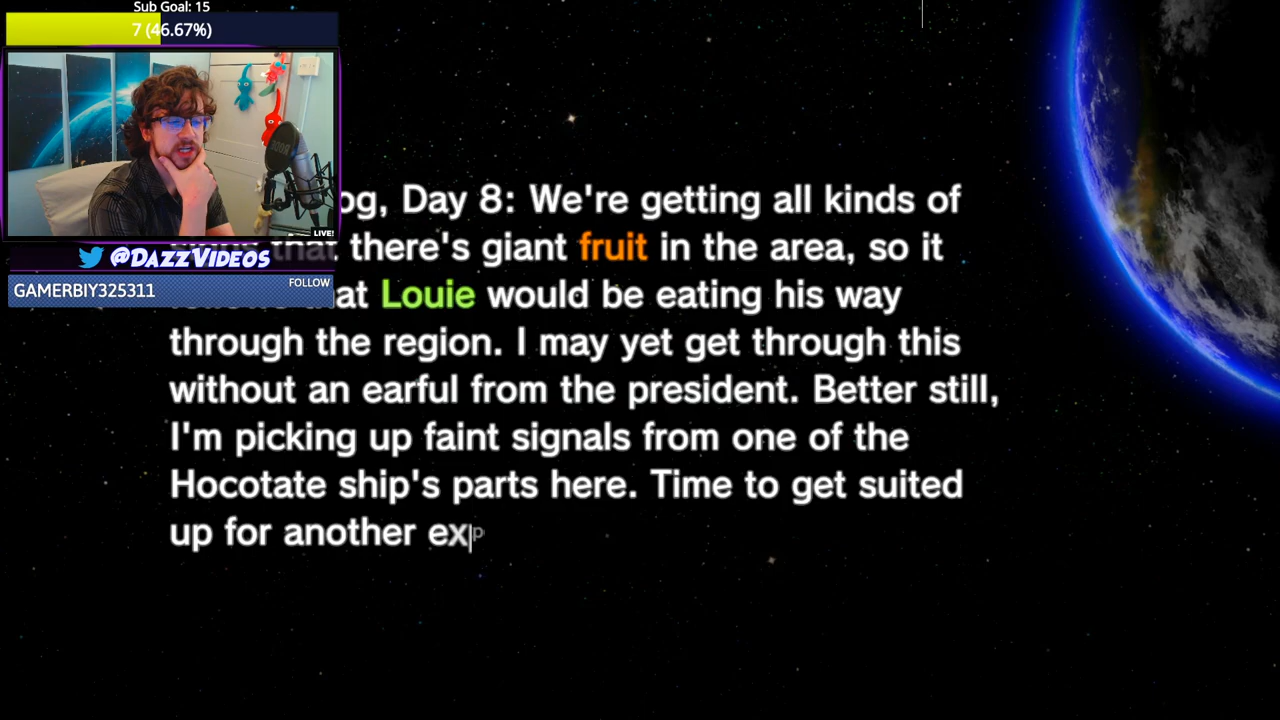 Sub Goal: 15
7 (46.67%)
LIVE!
@DAZZVIDEOS
GAMERBIY325311
FOLLOW
og, Day 8: We're getting all kinds of
that there's giant fruit in the area, so it
at Louie would be eating his way
through the region. I may yet get through this
without an earful from the president. Better still,
I'm picking up faint signals from one of the
Hocotate ship's parts here. Time to get suited
up for another exp